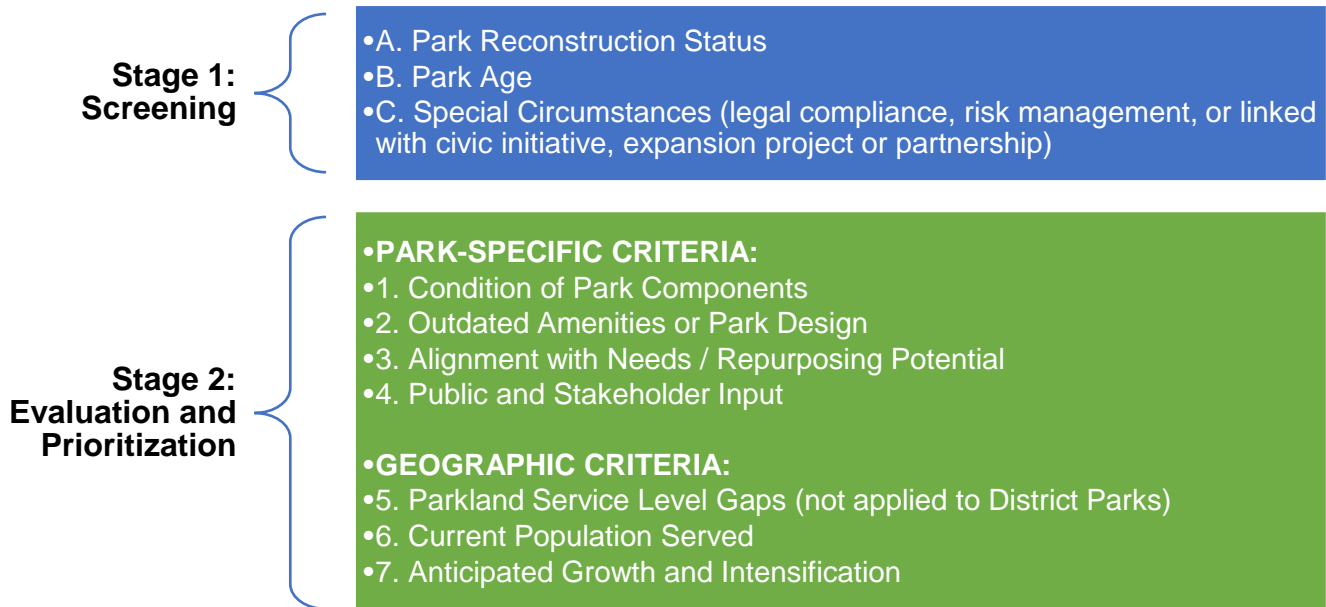 Stage 1:
Screening
•A. Park Reconstruction Status
•B. Park Age
•C. Special Circumstances (legal compliance, risk management, or linked
with civic initiative, expansion project or partnership)
Stage 2:
Evaluation and
Prioritization
•PARK-SPECIFIC CRITERIA:
•1. Condition of Park Components
•2. Outdated Amenities or Park Design
•3. Alignment with Needs / Repurposing Potential
•4. Public and Stakeholder Input
•GEOGRAPHIC CRITERIA:
•5. Parkland Service Level Gaps (not applied to District Parks)
•6. Current Population Served
•7. Anticipated Growth and Intensification